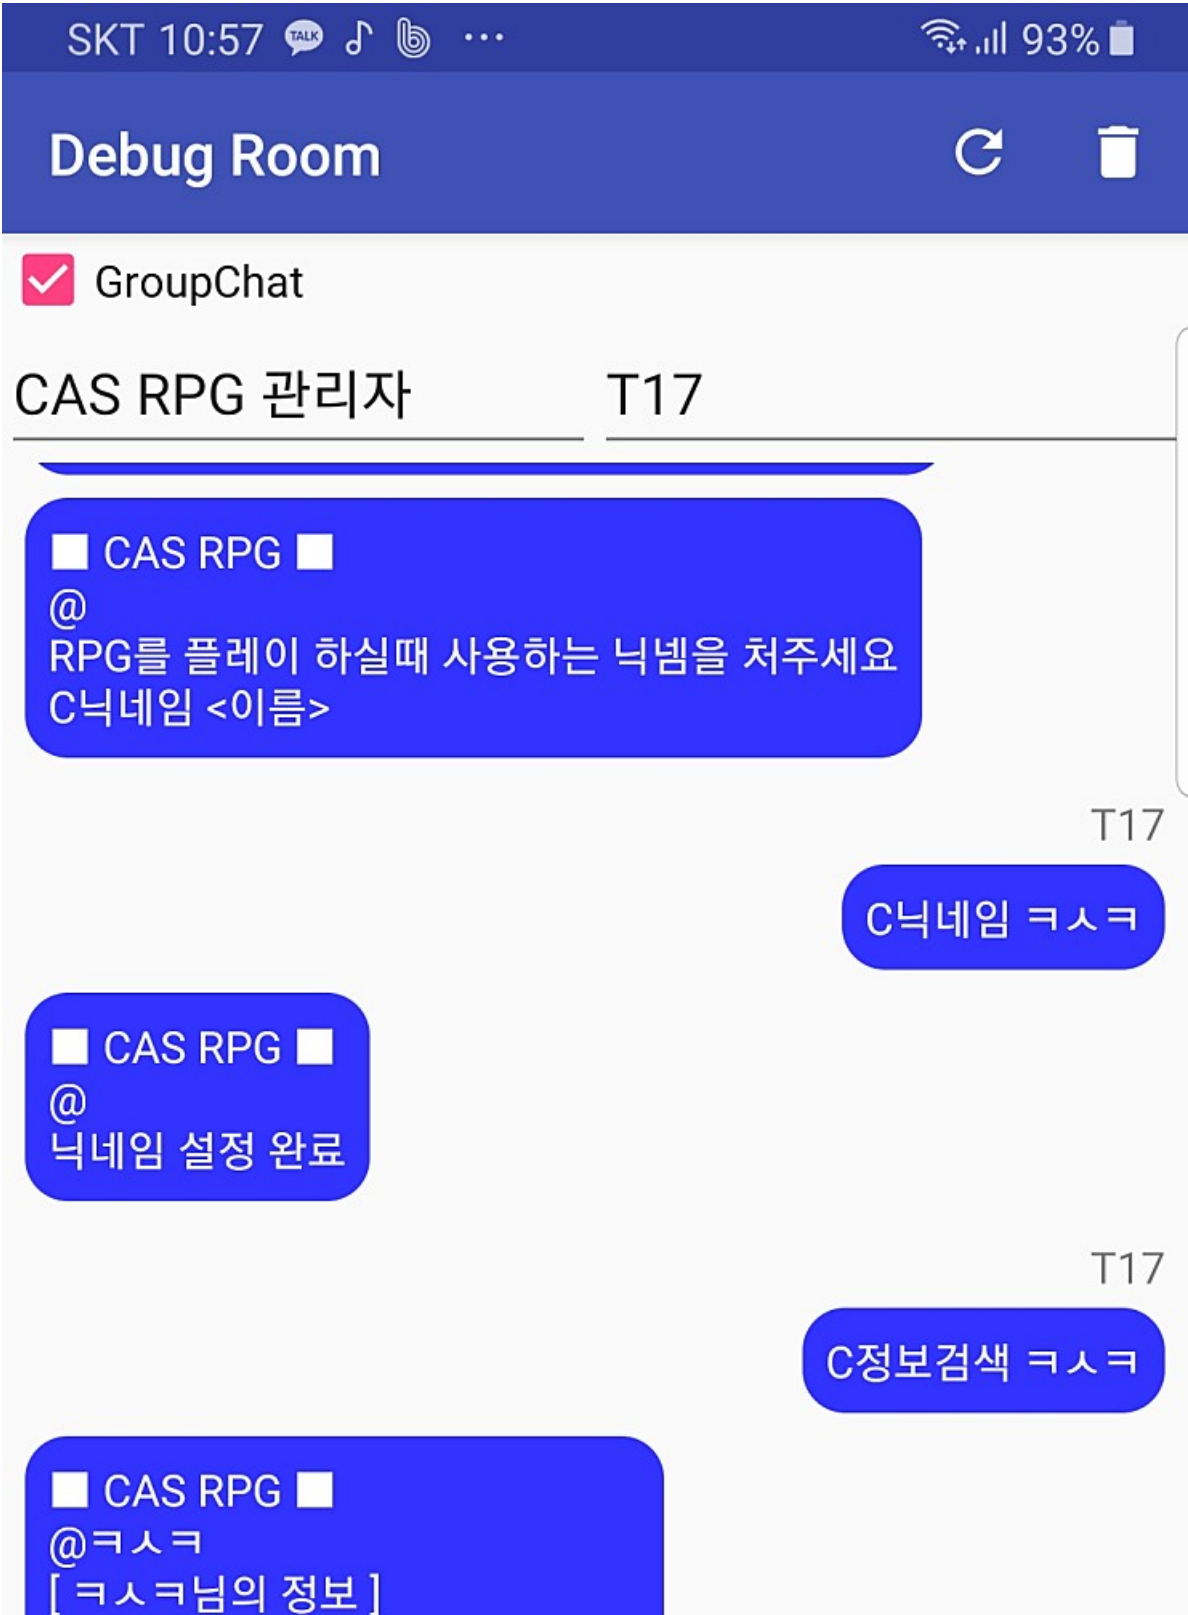 SKT 10:57 TALK ... 93%
Debug Room
GroupChat
CAS RPG 관리자 T17
■ CAS RPG ■
@
RPG를 플레이 하실때 사용하는 닉넴을 처주세요
C닉네임 <이름>
T17
C닉네임 ㅋㅅㅋ
■ CAS RPG ■
@
닉네임 설정 완료
T17
C정보검색 ㅋㅅㅋ
■ CAS RPG ■
@ㅋㅅㅋ
[ ㅋㅅㅋ님의 정보 ]